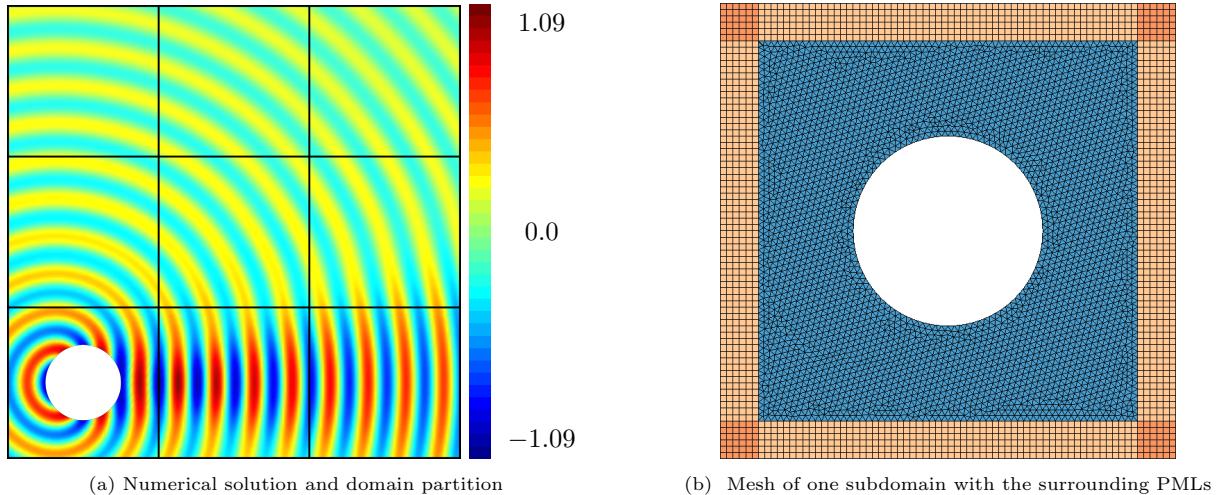 1.09
0.0
−1.09
(a) Numerical solution and domain partition
(b) Mesh of one subdomain with the surrounding PMLs